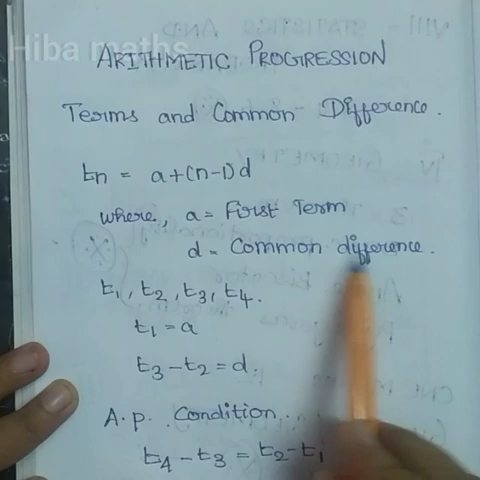 Hiba maths
ARITHMETIC PROGRESSION
Terms and Common Difference.
tn = a+(n-1)d
where, a = First Term
d = Common difference.
t1, t2, t3, t4.
t1 = a
t3 - t2 = d.
A.p. Condition..
t4 - t3 = t2 - t1